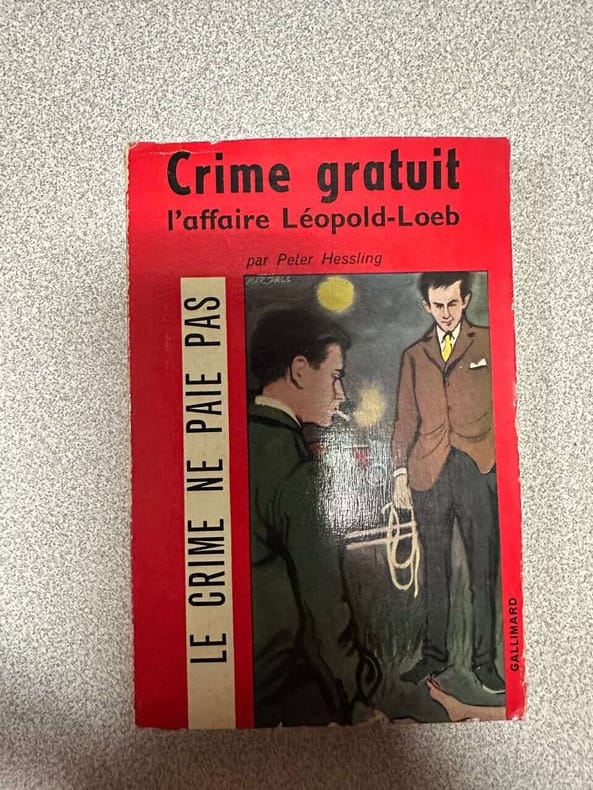 Crime gratuit
l'affaire Léopold-Loeb
par Peter Hessling
LE CRIME NE PAIE PAS
GALLIMARD